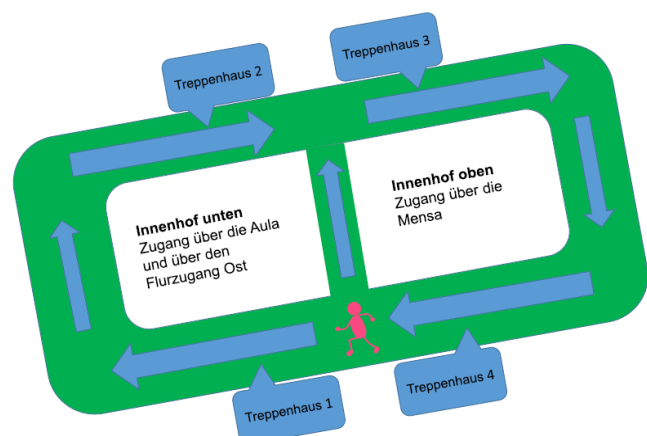 Treppenhaus 2
Treppenhaus 3
Innenhof unten
Zugang über die Aula
und über den
Flurzugang Ost
Innenhof oben
Zugang über die
Mensa
Treppenhaus 1
Treppenhaus 4